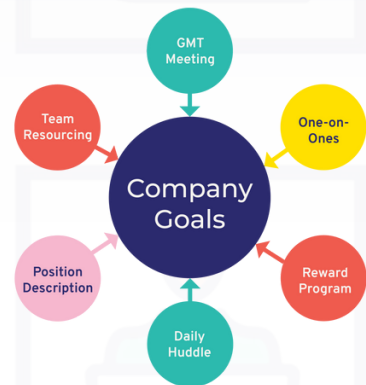 GMT
Meeting
Team
Resourcing
One-on-
Ones
Company
Goals
Position
Description
Reward
Program
Daily
Huddle